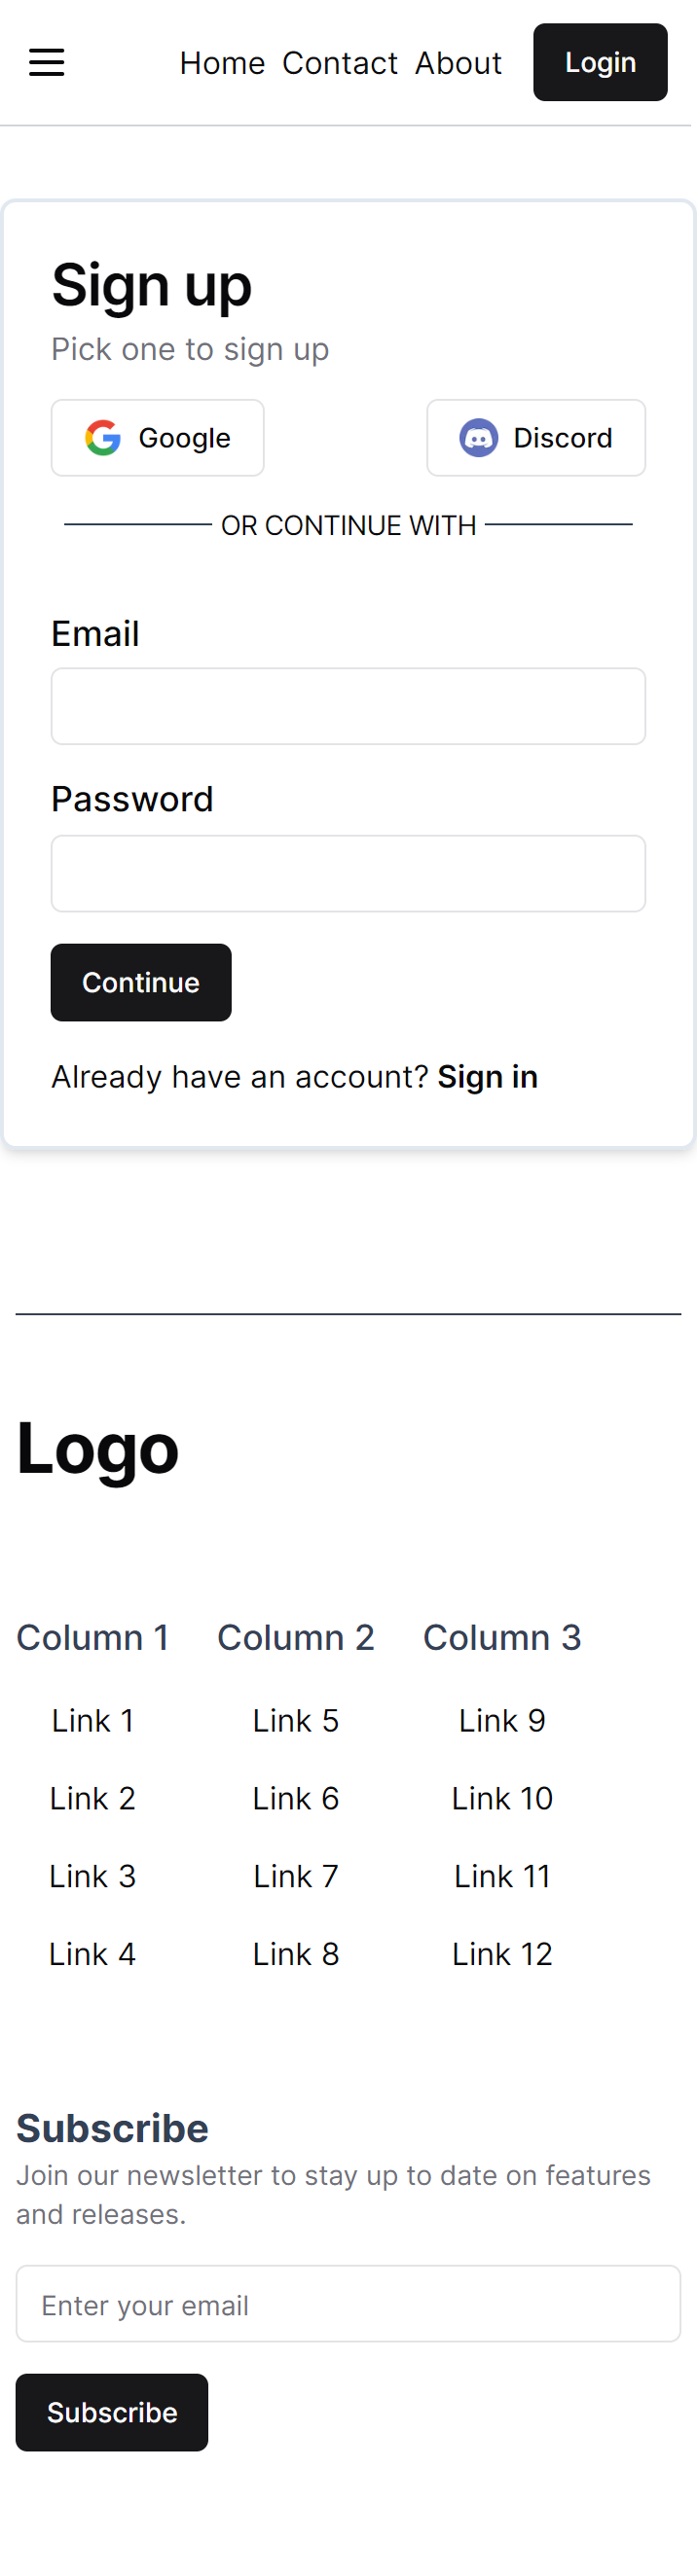 Home Contact About Login
Sign up
Pick one to sign up
Google Discord
OR CONTINUE WITH
Email
Password
Continue
Already have an account? Sign in
Logo
Column 1 Column 2 Column 3
Link 1 Link 5 Link 9
Link 2 Link 6 Link 10
Link 3 Link 7 Link 11
Link 4 Link 8 Link 12
Subscribe
Join our newsletter to stay up to date on features
and releases.
Enter your email
Subscribe